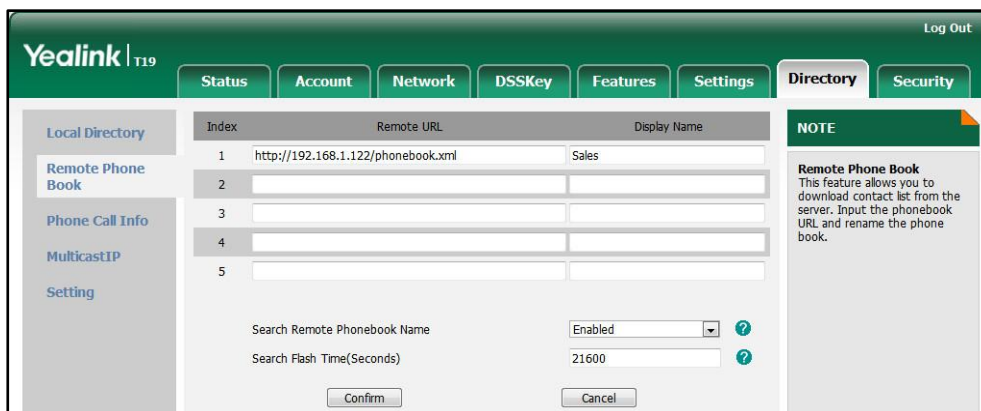 Log Out
Yealink | T19
Status Account Network DSSKey Features Settings Directory Security
Local Directory
Remote Phone
Book
Phone Call Info
MulticastIP
Setting
Index Remote URL Display Name
1 http://192.168.1.122/phonebook.xml Sales
2
3
4
5
Search Remote Phonebook Name Enabled ?
Search Flash Time(Seconds) 21600 ?
Confirm Cancel
NOTE
Remote Phone Book
This feature allows you to
download contact list from the
server. Input the phonebook
URL and rename the phone
book.